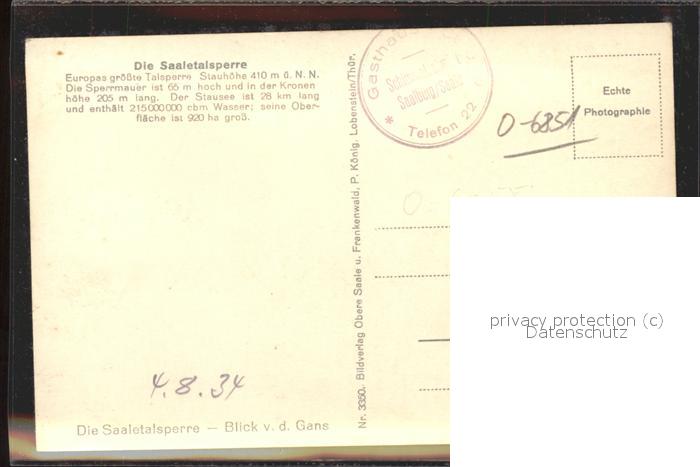 Die Saaletalsperre
Europas größte Talsperre Stauhöhe 410 m ü. N. N.
Die Sperrmauer ist 65 m hoch und in der Kronen
höhe 205 m lang. Der Stausee ist 28 km lang
und enthält 215000000 cbm Wasser; seine Ober-
fläche ist 920 ha groß.
4.8.34
Die Saaletalsperre — Blick v. d. Gans
Nr. 3350. Bildverlag Obere Saale u. Frankenwald, P. König, Lobenstein/Thür.
Saalburg/Saale
* Telefon 22
O-6851
Echte
Photographie
privacy protection (c)
Datenschutz